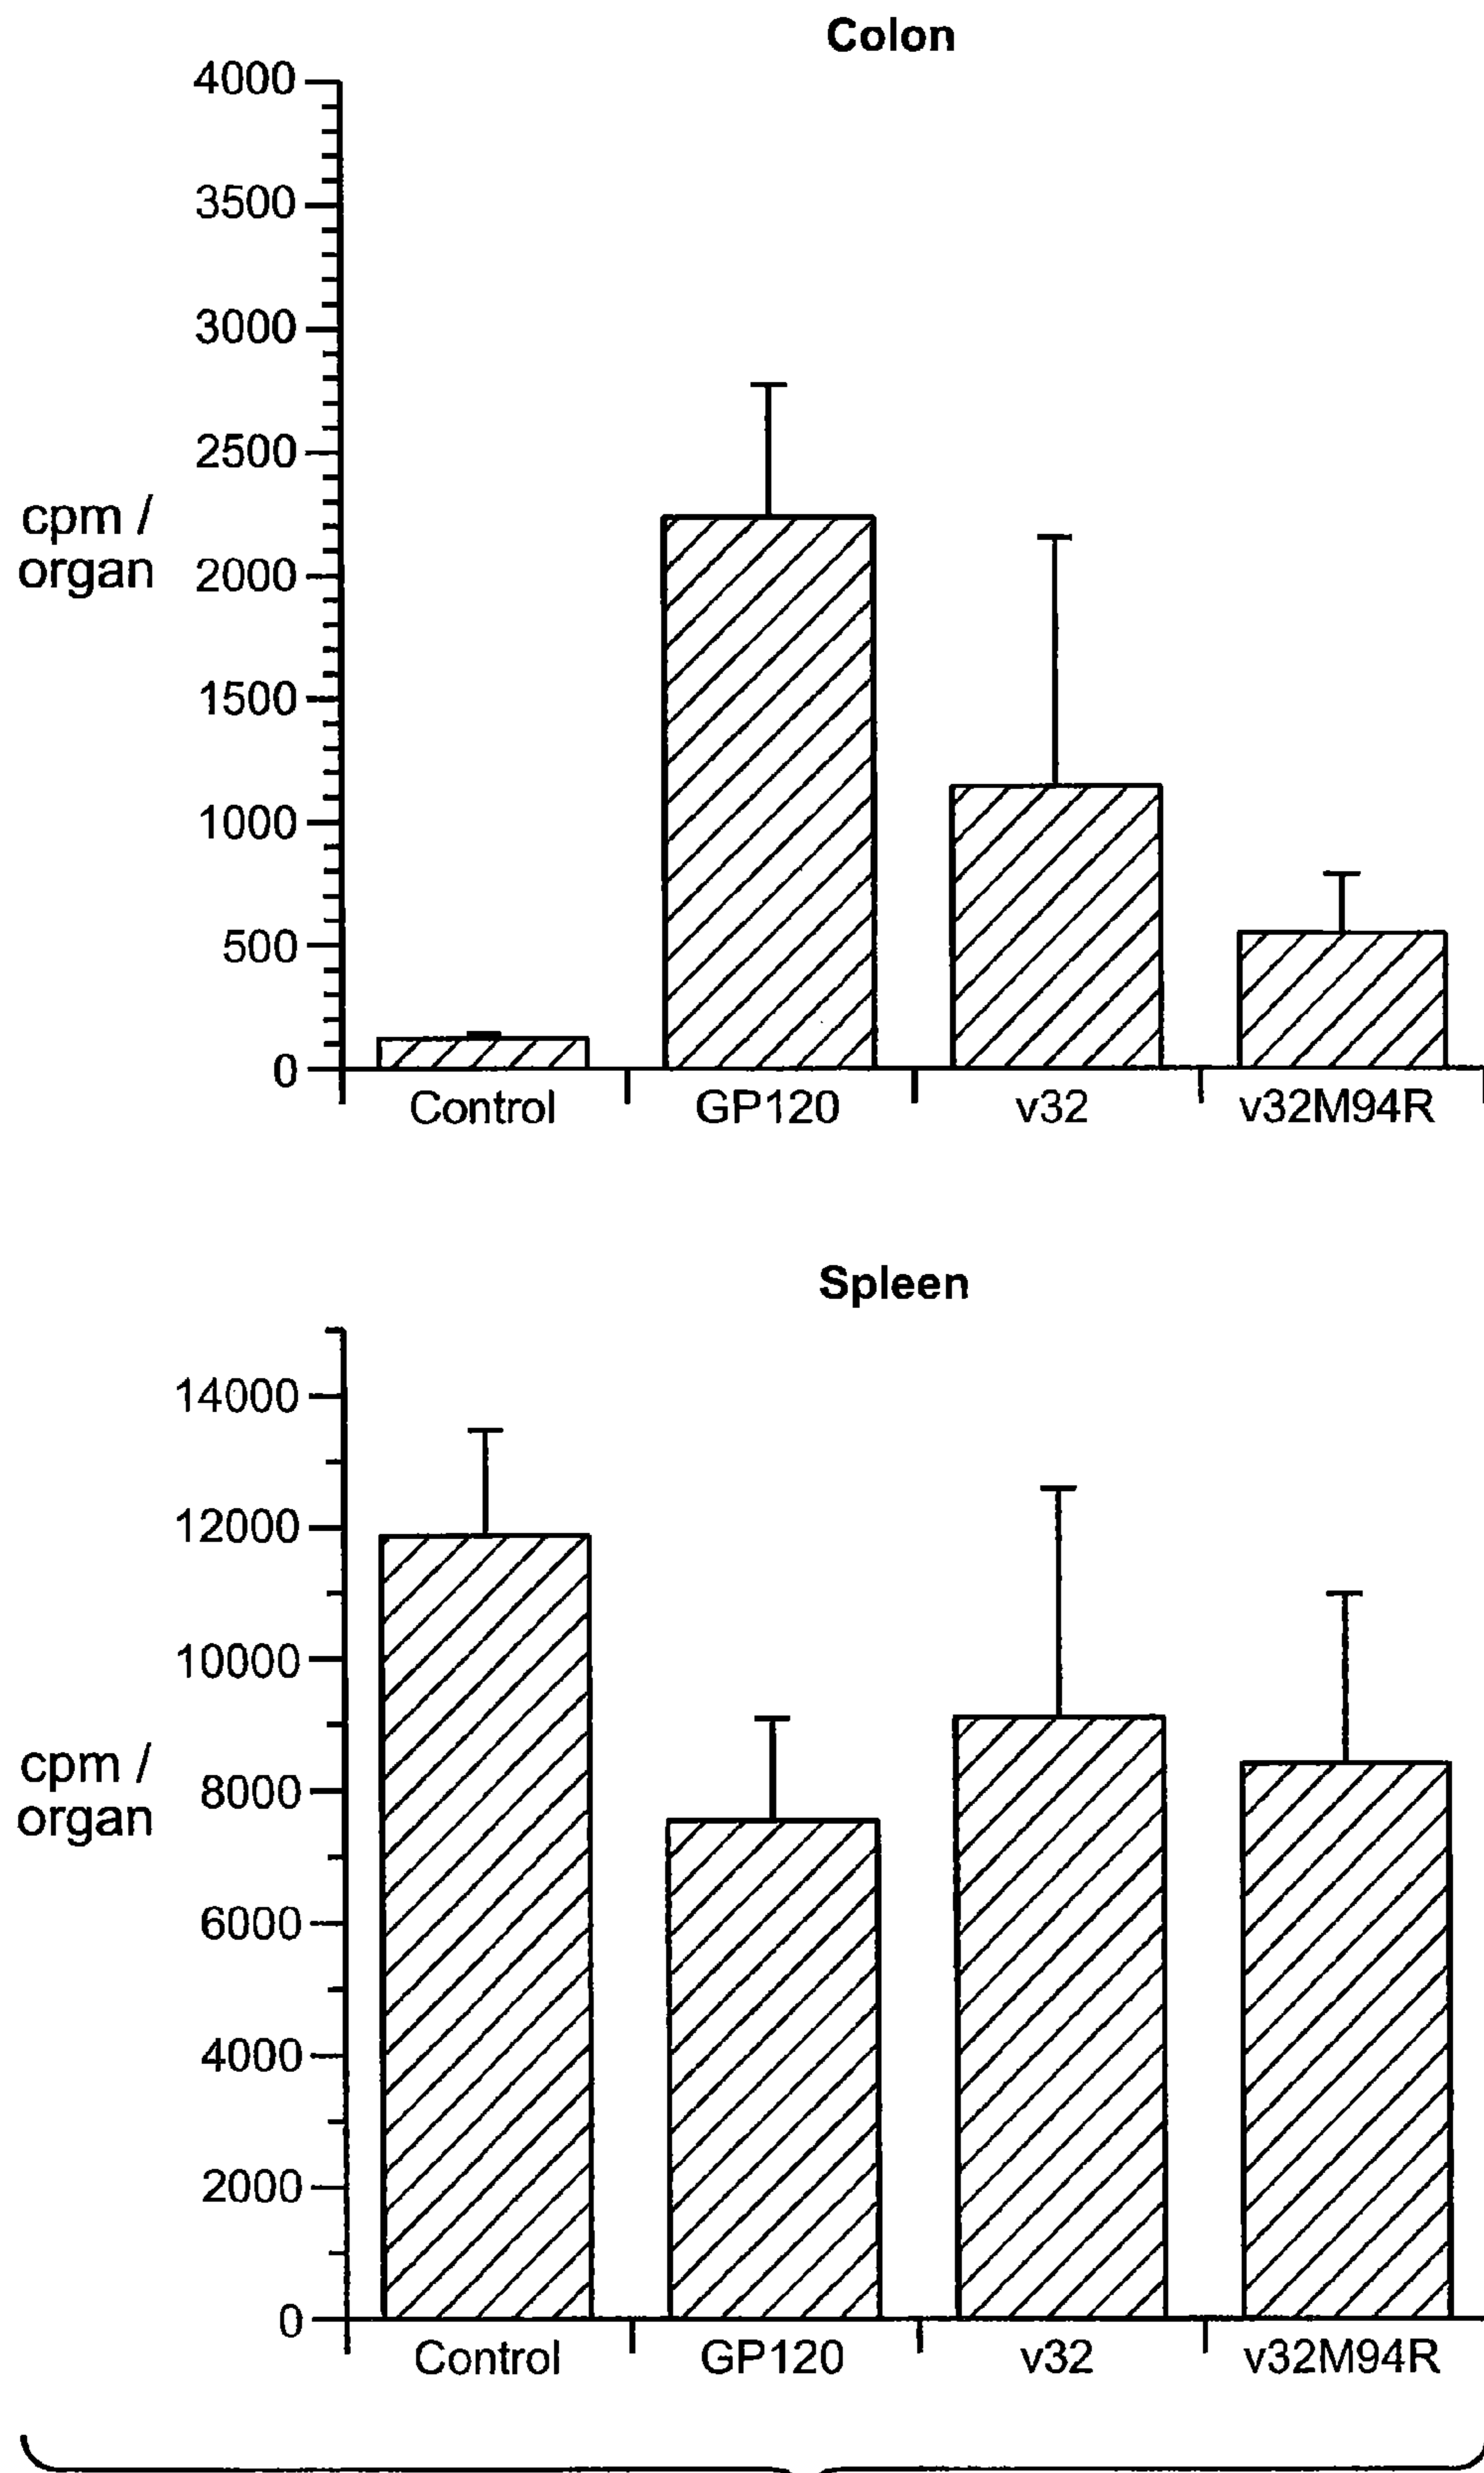 Colon
4000
3500
3000
2500
cpm /
organ
2000
1500
1000
500
0
Control GP120 v32 v32M94R
Spleen
14000
12000
10000
cpm /
organ
8000
6000
4000
2000
0
Control GP120 v32 v32M94R